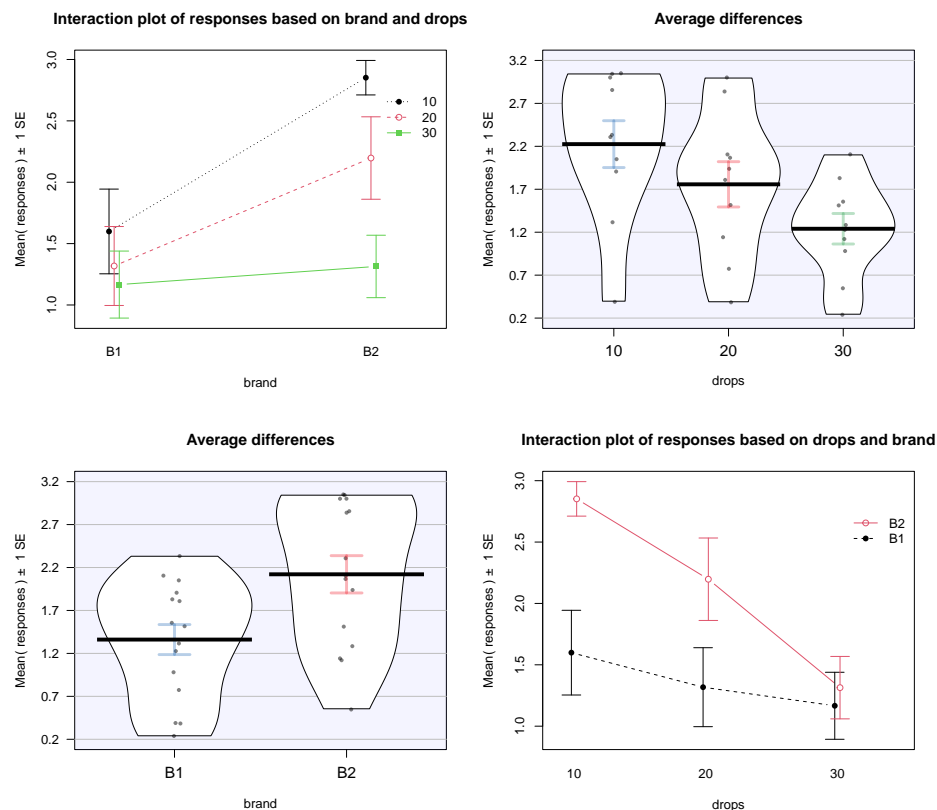 Interaction plot of responses based on brand and drops
Mean( responses ) ± 1 SE
3.0
2.5
2.0
1.5
1.0
10
20
30
B1
B2
brand
Average differences
Mean( responses ) ± 1 SE
3.2
2.7
2.2
1.7
1.2
0.7
0.2
10
20
30
drops
Average differences
Mean( responses ) ± 1 SE
3.2
2.7
2.2
1.7
1.2
0.7
0.2
B1
B2
brand
Interaction plot of responses based on drops and brand
Mean( responses ) ± 1 SE
3.0
2.5
2.0
1.5
1.0
B2
B1
10
20
30
drops